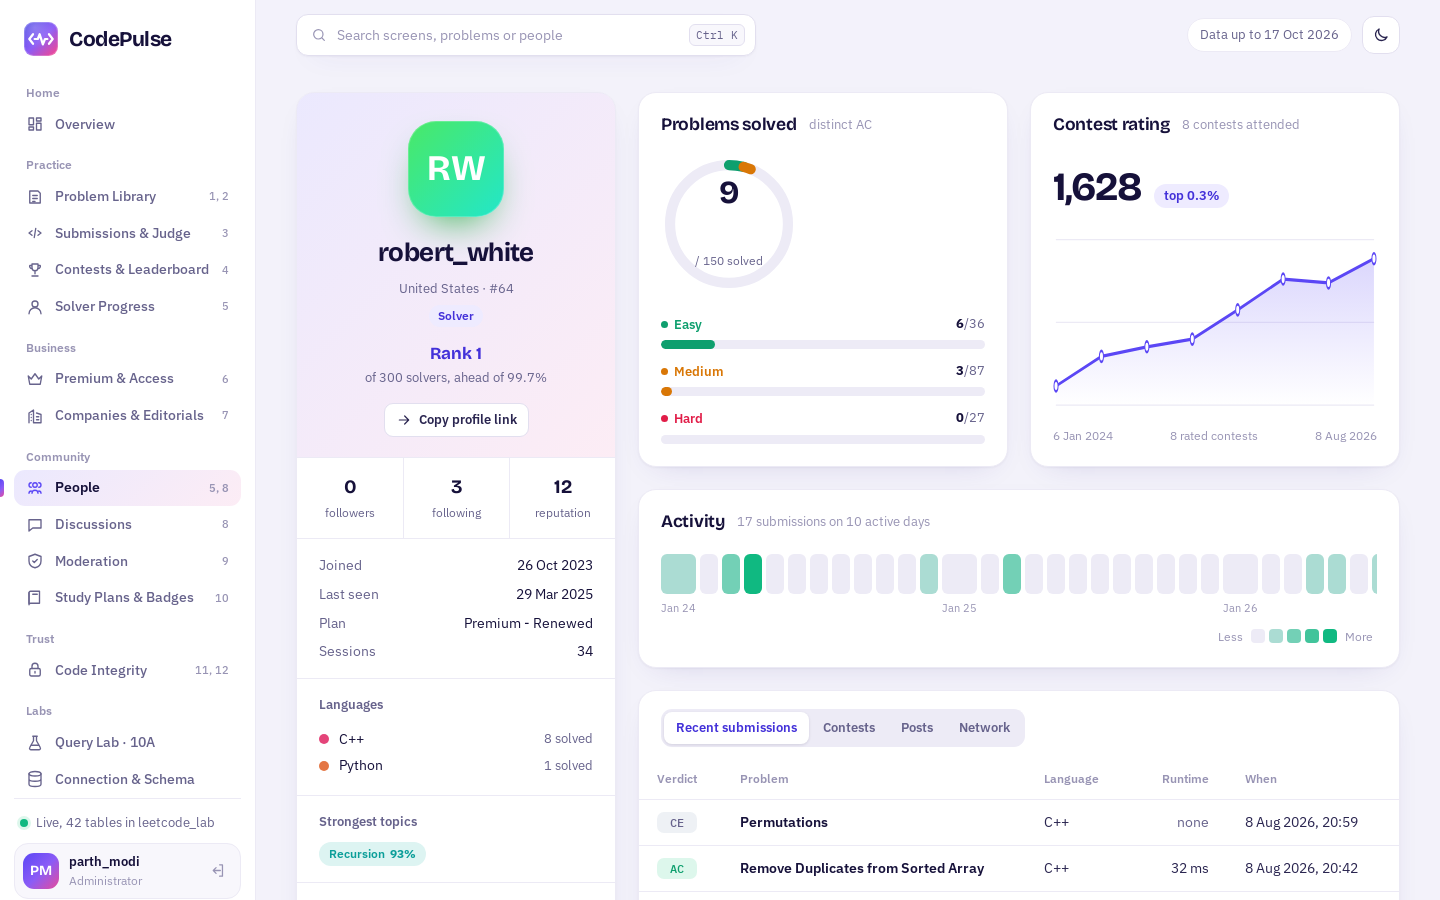 CodePulse
Home
Overview
Practice
Problem Library 1, 2
Submissions & Judge 3
Contests & Leaderboard 4
Solver Progress 5
Business
Premium & Access 6
Companies & Editorials 7
Community
People 5, 8
Discussions 8
Moderation 9
Study Plans & Badges 10
Trust
Code Integrity 11, 12
Labs
Query Lab · 10A
Connection & Schema
Live, 42 tables in leetcode_lab
PM
parth_modi
Administrator
Search screens, problems or people Ctrl K
Data up to 17 Oct 2026
RW
robert_white
United States · #64
Solver
Rank 1
of 300 solvers, ahead of 99.7%
Copy profile link
0 3 12
followers following reputation
Joined 26 Oct 2023
Last seen 29 Mar 2025
Plan Premium - Renewed
Sessions 34
Languages
C++ 8 solved
Python 1 solved
Strongest topics
Recursion 93%
Problems solved distinct AC
9
/ 150 solved
Easy 6/36
Medium 3/87
Hard 0/27
Contest rating 8 contests attended
1,628 top 0.3%
6 Jan 2024 8 rated contests 8 Aug 2026
Activity 17 submissions on 10 active days
Jan 24 Jan 25 Jan 26
Less More
Recent submissions Contests Posts Network
Verdict Problem Language Runtime When
CE Permutations C++ none 8 Aug 2026, 20:59
AC Remove Duplicates from Sorted Array C++ 32 ms 8 Aug 2026, 20:42